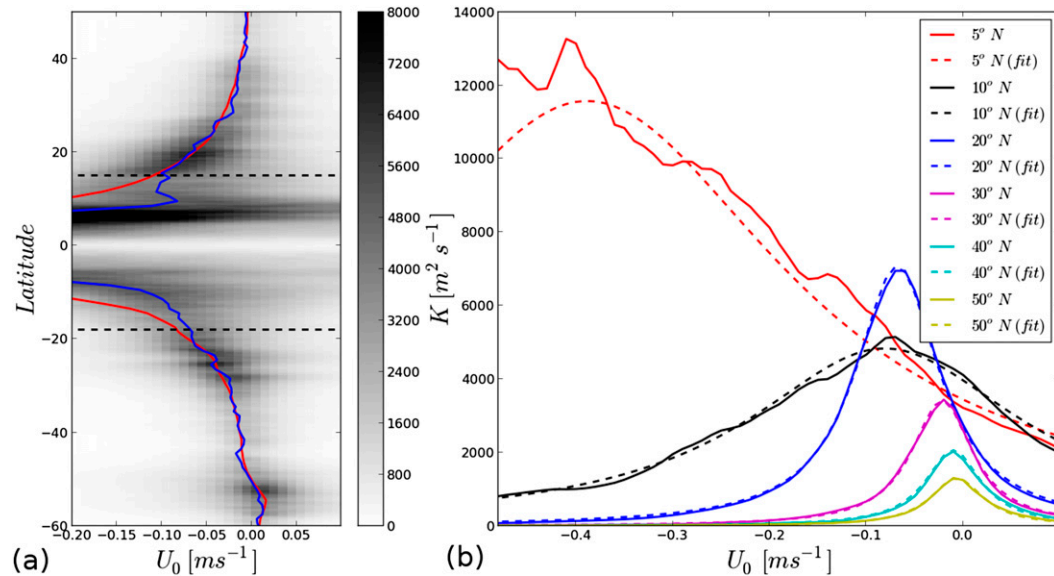 40
20
0
−20
−40
−60
Latitude
−0.20 −0.15 −0.10 −0.05 0.00 0.05
U₀ [ms⁻¹]
(a)
8000
7200
6400
5600
4800
4000
3200
2400
1600
800
0
K [m² s⁻¹]
14000
12000
10000
8000
6000
4000
2000
0
−0.4 −0.3 −0.2 −0.1 0.0
U₀ [ms⁻¹]
(b)
5° N
5° N (fit)
10° N
10° N (fit)
20° N
20° N (fit)
30° N
30° N (fit)
40° N
40° N (fit)
50° N
50° N (fit)